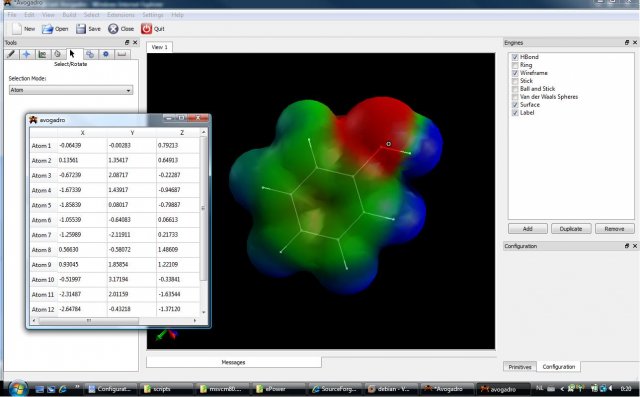 *Avogadro
File Edit View Build Select Extensions Settings Help
New Open Save Close Quit
Tools
Select/Rotate
Selection Mode:
Atom
View 1
avogadro
X Y Z
Atom 1 -0.06439 -0.00283 0.79213
Atom 2 0.13561 1.35417 0.64913
Atom 3 -0.67239 2.08717 -0.22287
Atom 4 -1.67339 1.43917 -0.94687
Atom 5 -1.85839 0.08017 -0.79887
Atom 6 -1.05539 -0.64083 0.06613
Atom 7 -1.25989 -2.11911 0.21733
Atom 8 0.56630 -0.58072 1.48609
Atom 9 0.93045 1.85854 1.22109
Atom 10 -0.51997 3.17194 -0.33841
Atom 11 -2.31487 2.01159 -1.63544
Atom 12 -2.64784 -0.43218 -1.37120
Messages
Engines
HBond
Ring
Wireframe
Stick
Ball and Stick
Van der Waals Spheres
Surface
Label
Add Duplicate Remove
Configuration
Primitives Configuration
Configurat... scripts msvcm80... ePower SourceForg... debian - V... *Avogadro avogadro NL 0:20